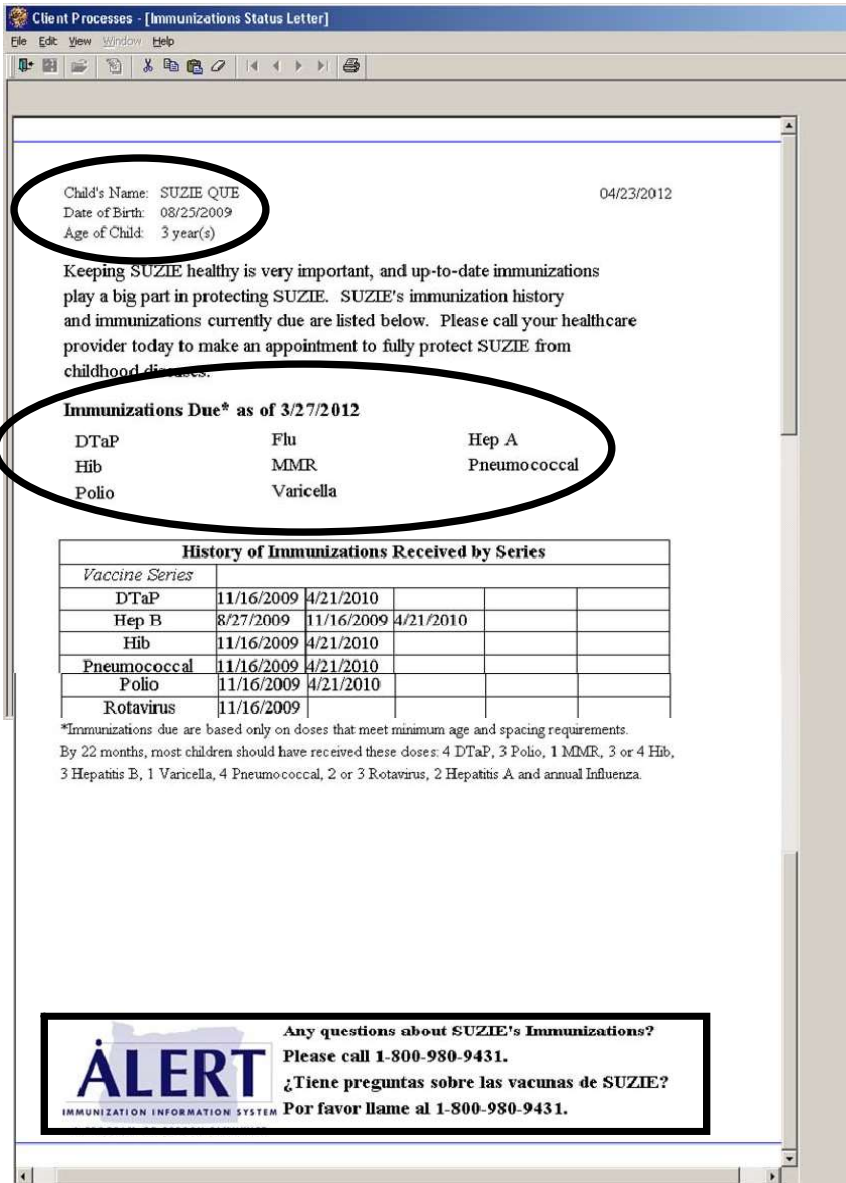 Client Processes - [Immunizations Status Letter]
File Edit View Window Help
Child's Name: SUZIE QUE 04/23/2012
Date of Birth: 08/25/2009
Age of Child: 3 year(s)
Keeping SUZIE healthy is very important, and up-to-date immunizations
play a big part in protecting SUZIE. SUZIE's immunization history
and immunizations currently due are listed below. Please call your healthcare
provider today to make an appointment to fully protect SUZIE from
childhood diseases.
Immunizations Due* as of 3/27/2012
DTaP Flu Hep A
Hib MMR Pneumococcal
Polio Varicella
History of Immunizations Received by Series
Vaccine Series
DTaP 11/16/2009 4/21/2010
Hep B 8/27/2009 11/16/2009 4/21/2010
Hib 11/16/2009 4/21/2010
Pneumococcal 11/16/2009 4/21/2010
Polio 11/16/2009 4/21/2010
Rotavirus 11/16/2009
*Immunizations due are based only on doses that meet minimum age and spacing requirements.
By 22 months, most children should have received these doses: 4 DTaP, 3 Polio, 1 MMR, 3 or 4 Hib,
3 Hepatitis B, 1 Varicella, 4 Pneumococcal, 2 or 3 Rotavirus, 2 Hepatitis A and annual Influenza.
ALERT
IMMUNIZATION INFORMATION SYSTEM
Any questions about SUZIE's Immunizations?
Please call 1-800-980-9431.
¿Tiene preguntas sobre las vacunas de SUZIE?
Por favor llame al 1-800-980-9431.